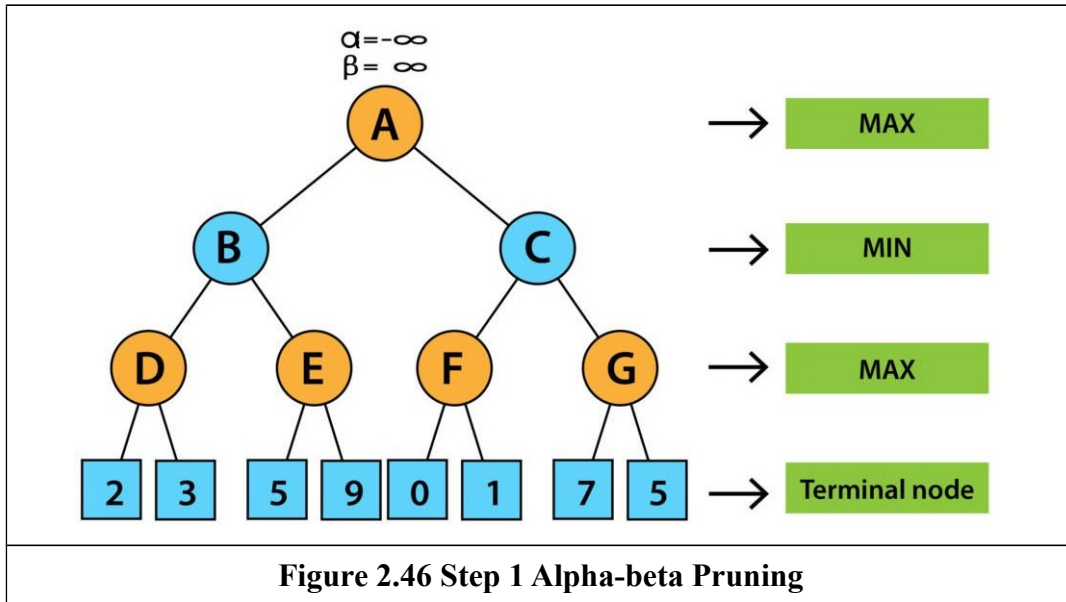 α=-∞
β= ∞
A
MAX
B
C
MIN
D
E
F
G
MAX
2
3
5
9
0
1
7
5
Terminal node
Figure 2.46 Step 1 Alpha-beta Pruning